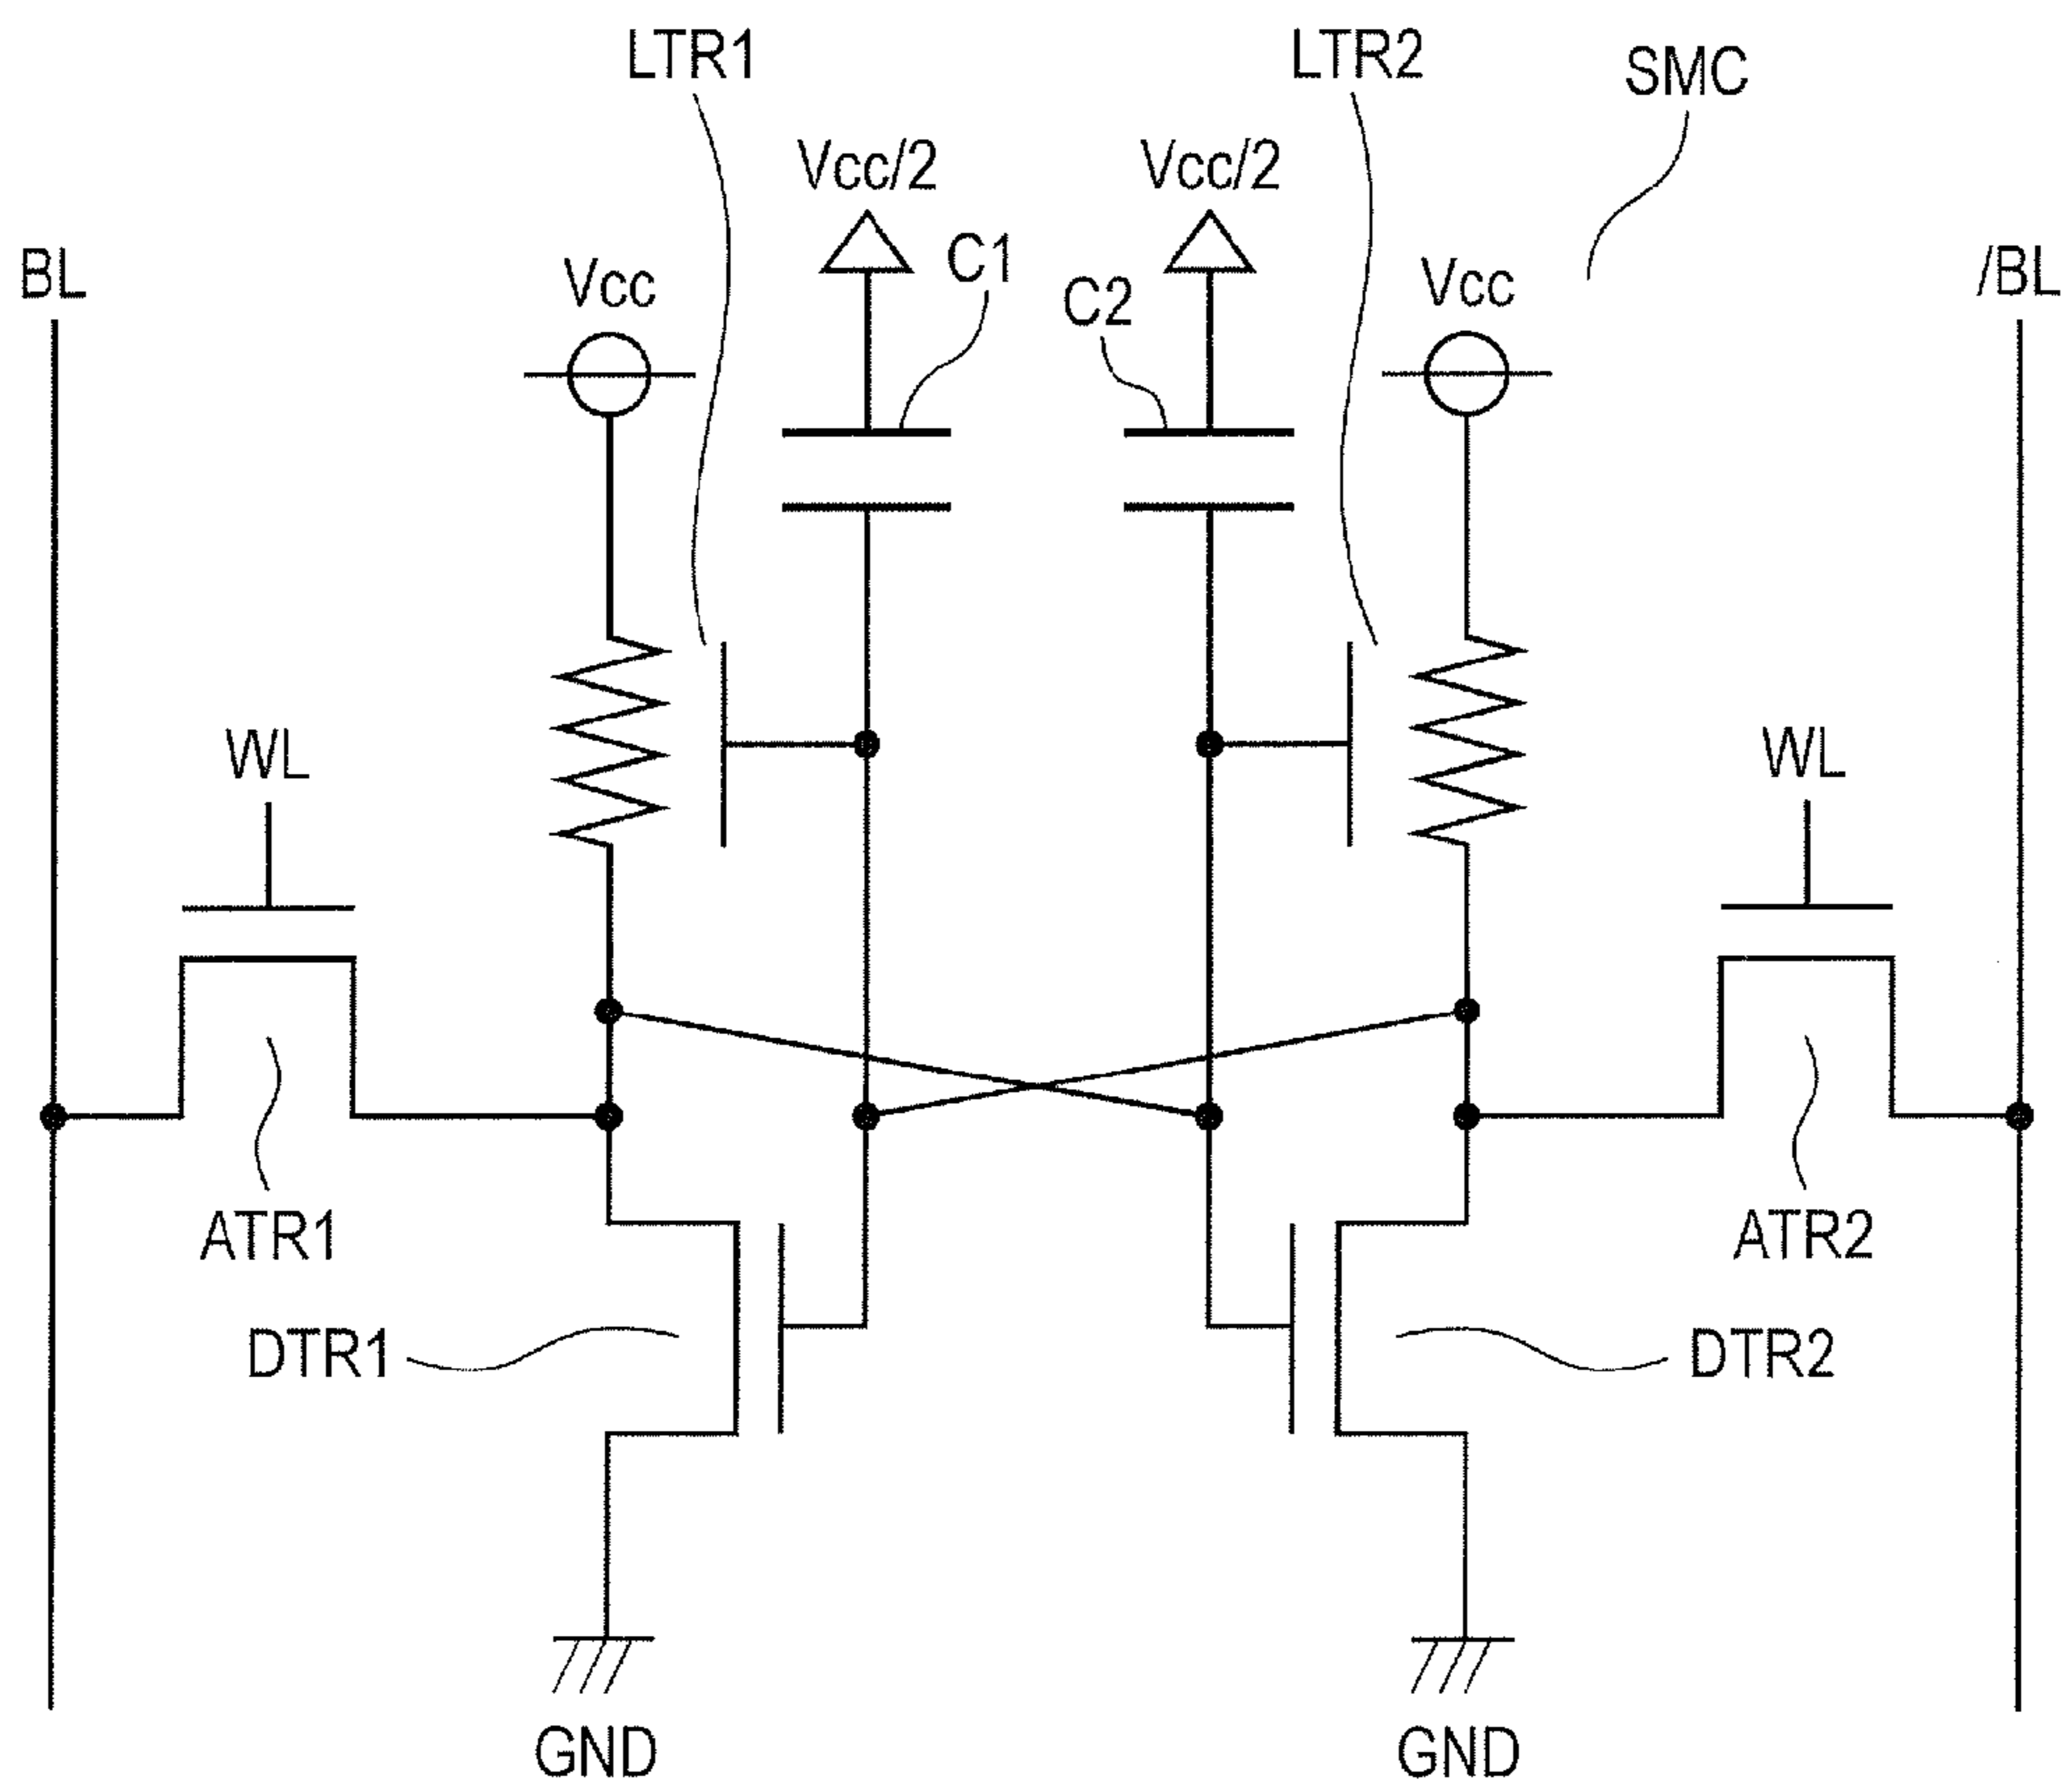 LTR1
LTR2
SMC
Vcc/2
Vcc/2
BL
Vcc
C1
C2
Vcc
/BL
WL
WL
ATR1
ATR2
DTR1
DTR2
GND
GND